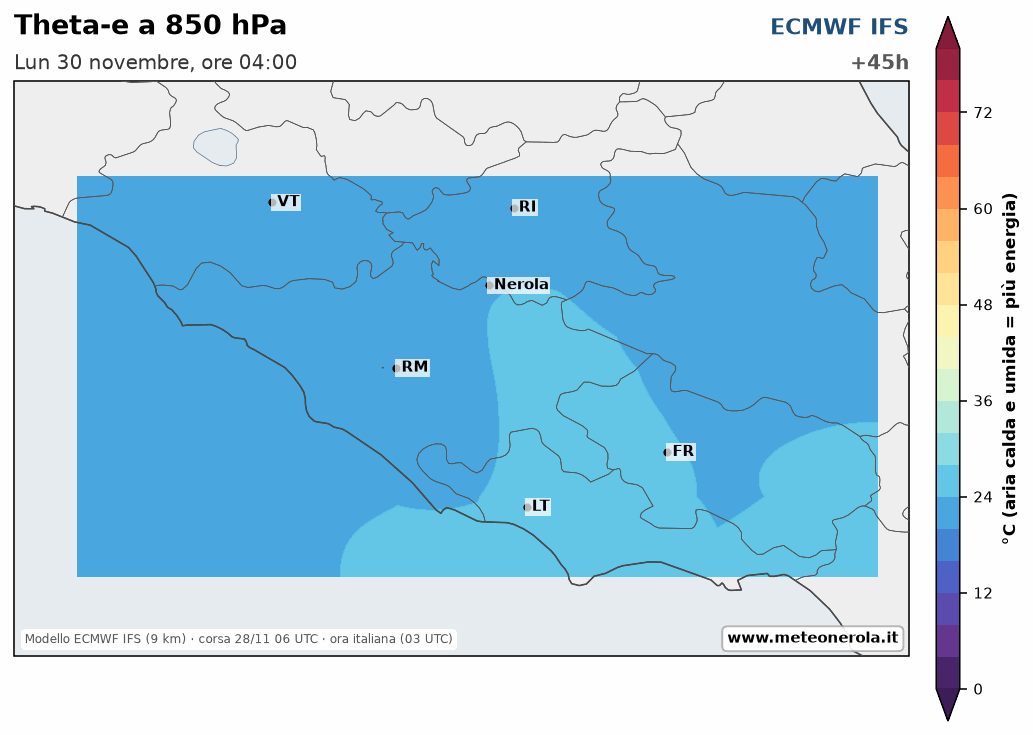 Theta-e a 850 hPa
ECMWF IFS
Lun 30 novembre, ore 04:00
+45h
VT
RI
Nerola
RM
FR
LT
72
60
48
36
24
12
0
°C (aria calda e umida = più energia)
Modello ECMWF IFS (9 km) · corsa 28/11 06 UTC · ora italiana (03 UTC)
www.meteonerola.it